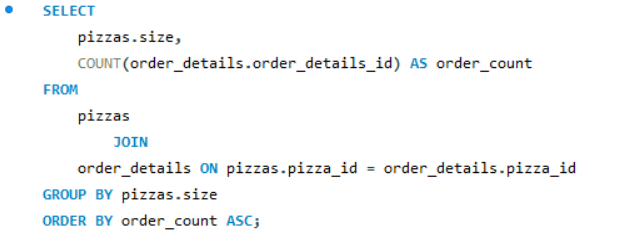 SELECT
pizzas.size,
COUNT(order_details.order_details_id) AS order_count
FROM
pizzas
JOIN
order_details ON pizzas.pizza_id = order_details.pizza_id
GROUP BY pizzas.size
ORDER BY order_count ASC;